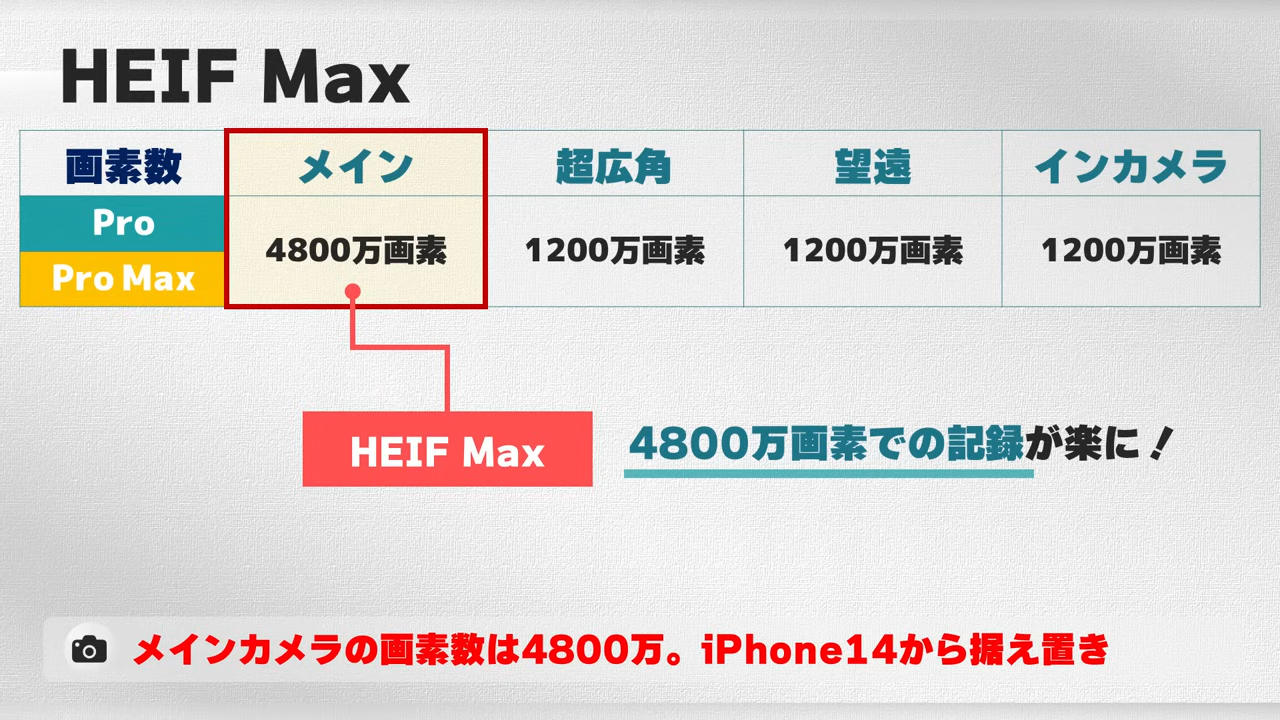 HEIF Max
画素数 メイン 超広角 望遠 インカメラ
Pro
4800万画素 1200万画素 1200万画素 1200万画素
Pro Max
HEIF Max
4800万画素での記録が楽に！
メインカメラの画素数は4800万。iPhone14から据え置き